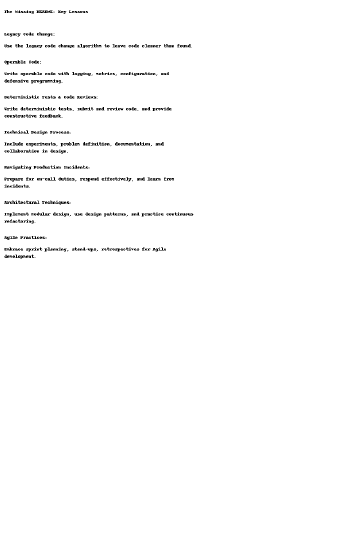 The Missing README: Key Lessons
Legacy Code Change:
Use the legacy code change algorithm to leave code cleaner than found.
Operable Code:
Write operable code with logging, metrics, configuration, and
defensive programming.
Deterministic Tests & Code Reviews:
Write deterministic tests, submit and review code, and provide
constructive feedback.
Technical Design Process:
Include experiments, problem definition, documentation, and
collaboration in design.
Navigating Production Incidents:
Prepare for on-call duties, respond effectively, and learn from
incidents.
Architectural Techniques:
Implement modular design, use design patterns, and practice continuous
refactoring.
Agile Practices:
Embrace sprint planning, stand-ups, retrospectives for Agile
development.